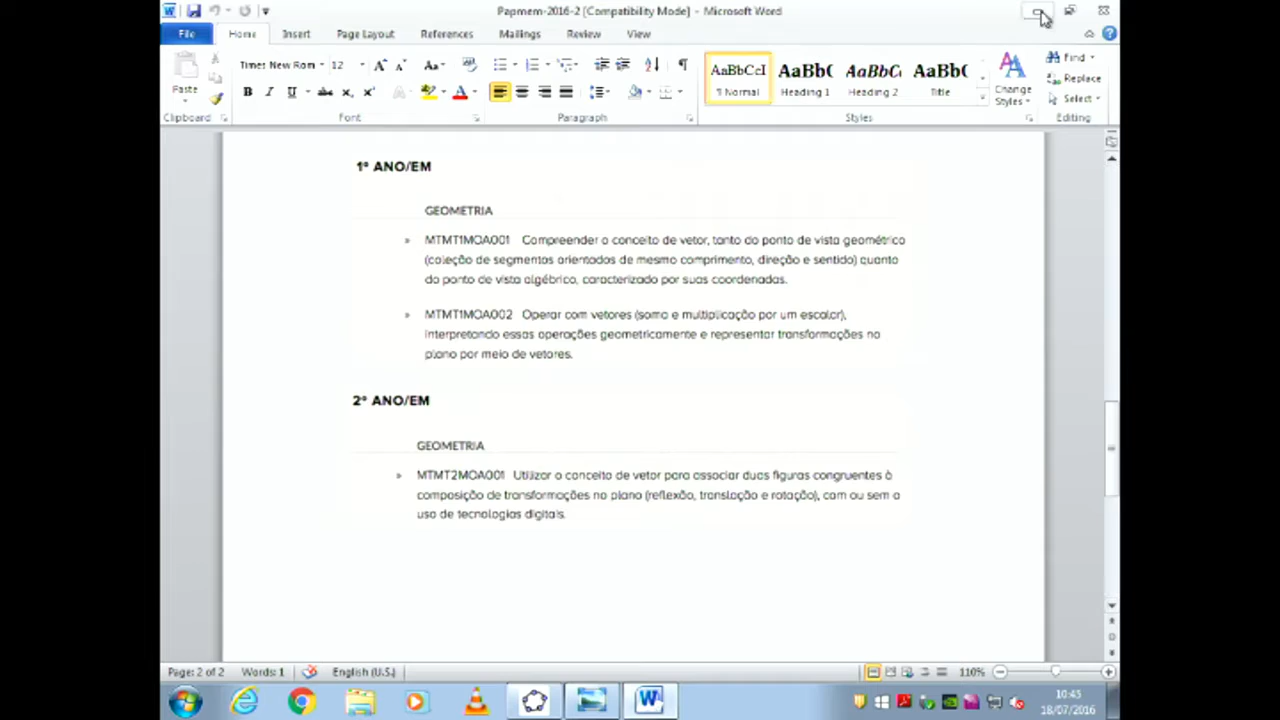 Papmem-2016-2 [Compatibility Mode] - Microsoft Word
File Home Insert Page Layout References Mailings Review View
Times New Rom 12 Aa
Paste B I U abc x, x' A
AaBbCcI AaBb( AaBbC AaBb(
¶ Normal Heading 1 Heading 2 Title
Change Styles
Find
Replace
Select
Clipboard Font Paragraph Styles Editing
1º ANO/EM
GEOMETRIA
» MTMT1MOA001 Compreender o conceito de vetor, tanto do ponto de vista geométrico
(coleção de segmentos orientados de mesmo comprimento, direção e sentido) quanto
do ponto de vista algébrico, caracterizado por suas coordenadas.
» MTMT1MOA002 Operar com vetores (soma e multiplicação por um escalar),
interpretando essas operações geometricamente e representar transformações no
plano por meio de vetores.
2º ANO/EM
GEOMETRIA
» MTMT2MOA001 Utilizar o conceito de vetor para associar duas figuras congruentes à
composição de transformações no plano (reflexão, translação e rotação), com ou sem o
uso de tecnologias digitais.
Page: 2 of 2 Words: 1 English (U.S.) 110%
10:43
18/07/2016